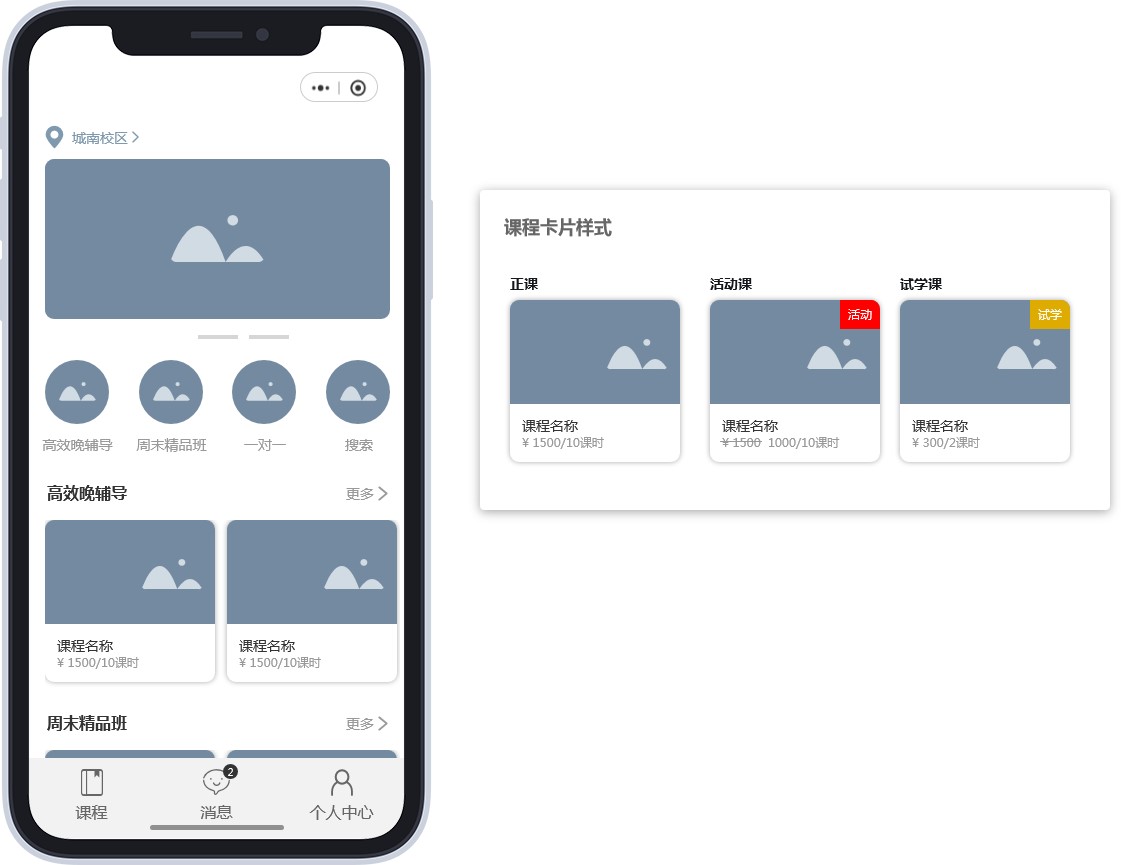 城南校区
高效晚辅导
周末精品班
一对一
搜索
高效晚辅导
更多
课程名称
¥ 1500/10课时
课程名称
¥ 1500/10课时
周末精品班
更多
课程
2
消息
个人中心
课程卡片样式
正课
课程名称
¥ 1500/10课时
活动课
活动
课程名称
¥ 1500 1000/10课时
试学课
试学
课程名称
¥ 300/2课时